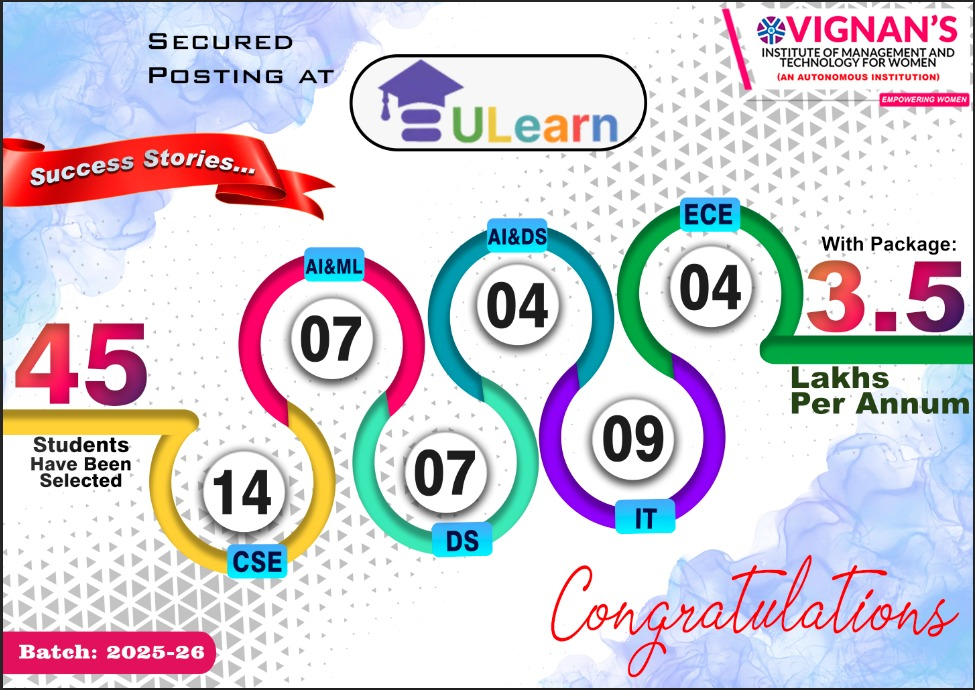 SECURED
POSTING AT
ULearn
VIGNAN'S
INSTITUTE OF MANAGEMENT AND
TECHNOLOGY FOR WOMEN
(AN AUTONOMOUS INSTITUTION)
EMPOWERING WOMEN
Success Stories...
45
Students
Have Been
Selected
14
CSE
AI&ML
07
07
DS
AI&DS
04
09
IT
ECE
04
With Package:
3.5
Lakhs
Per Annum
Congratulations
Batch: 2025-26